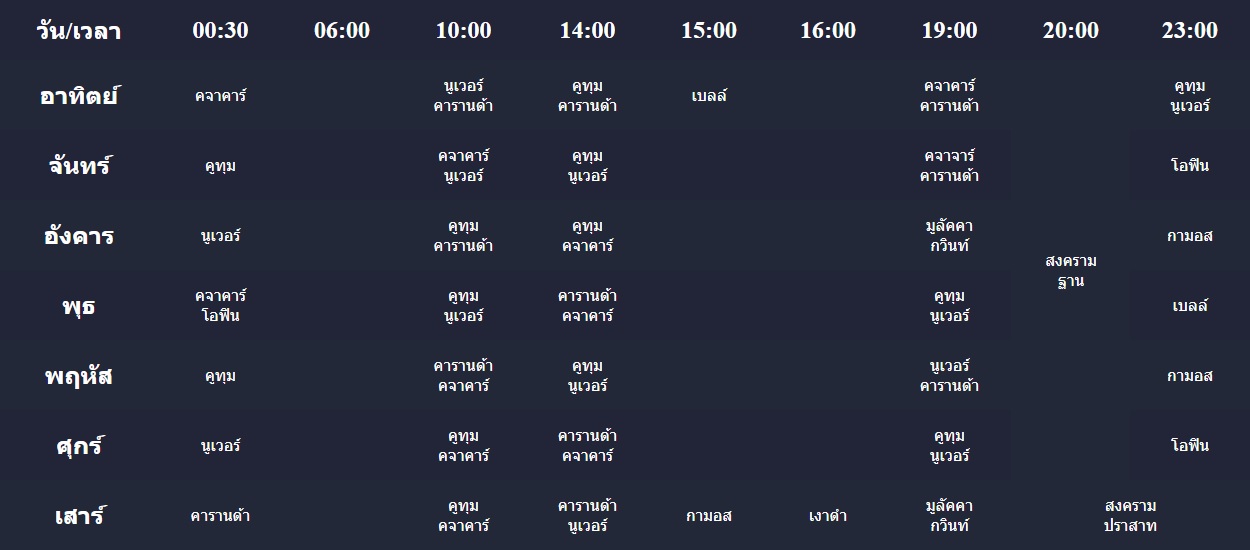 วัน/เวลา 00:30 06:00 10:00 14:00 15:00 16:00 19:00 20:00 23:00
อาทิตย์ คจาคาร์ นูเวอร์ คูทุม เบลล์ คจาคาร์ คูทุม
คารานด้า คารานด้า คารานด้า นูเวอร์
จันทร์ คูทุม คจาคาร์ คูทุม คจาจาร์ โอฟิน
นูเวอร์ นูเวอร์ คารานด้า
อังคาร นูเวอร์ คูทุม คูทุม มูลัคคา กามอส
คารานด้า คจาคาร์ กวินท์
สงคราม
ฐาน
พุธ คจาคาร์ คูทุม คารานด้า คูทุม เบลล์
โอฟิน นูเวอร์ คจาคาร์ นูเวอร์
พฤหัส คูทุม คารานด้า คูทุม นูเวอร์ กามอส
คจาคาร์ นูเวอร์ คารานด้า
ศุกร์ นูเวอร์ คูทุม คารานด้า คูทุม โอฟิน
คจาคาร์ คจาคาร์ นูเวอร์
เสาร์ คารานด้า คูทุม คารานด้า กามอส เงาดำ มูลัคคา สงคราม
คจาคาร์ นูเวอร์ กวินท์ ปราสาท